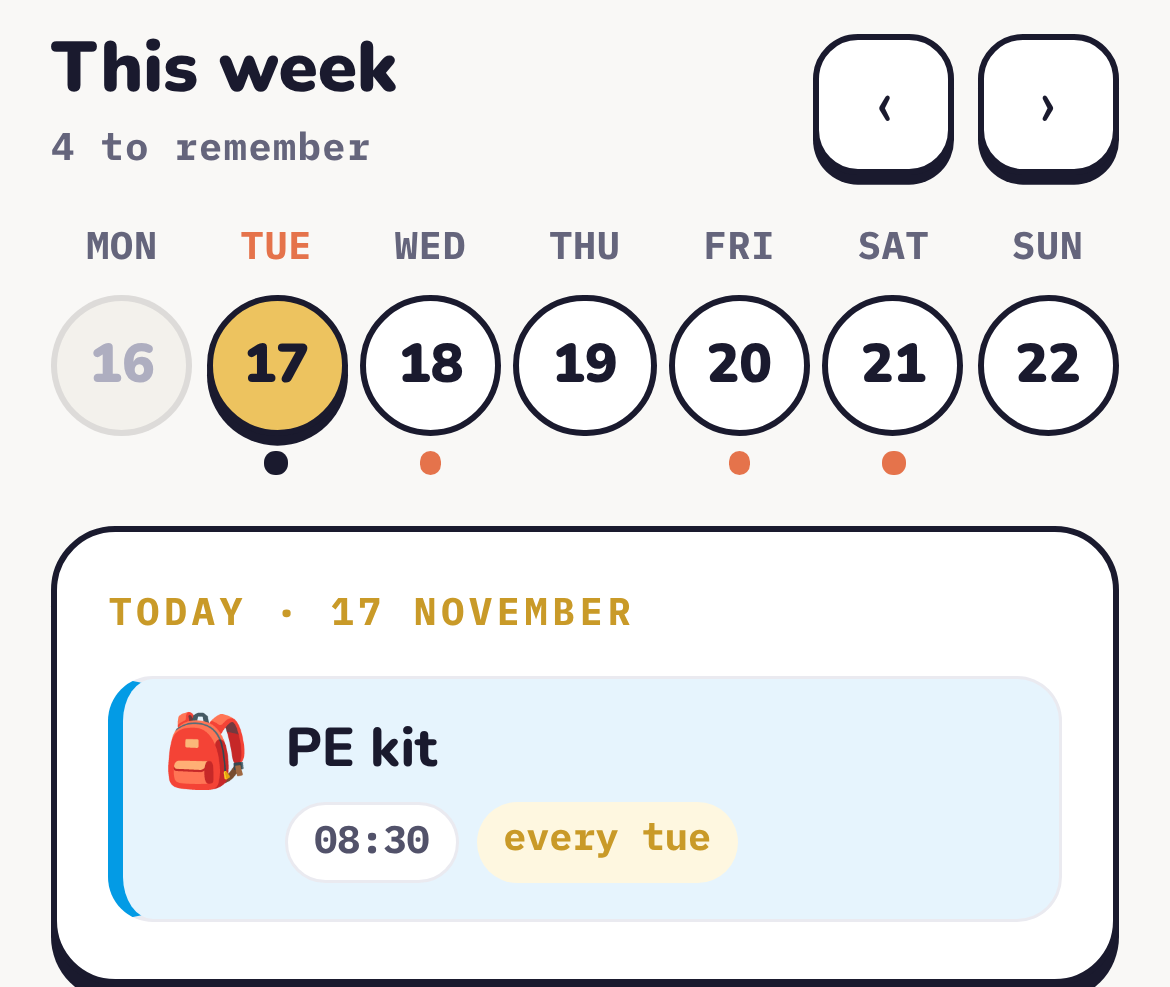 This week
4 to remember
‹ ›
MON TUE WED THU FRI SAT SUN
16 17 18 19 20 21 22
TODAY · 17 NOVEMBER
PE kit
08:30 every tue